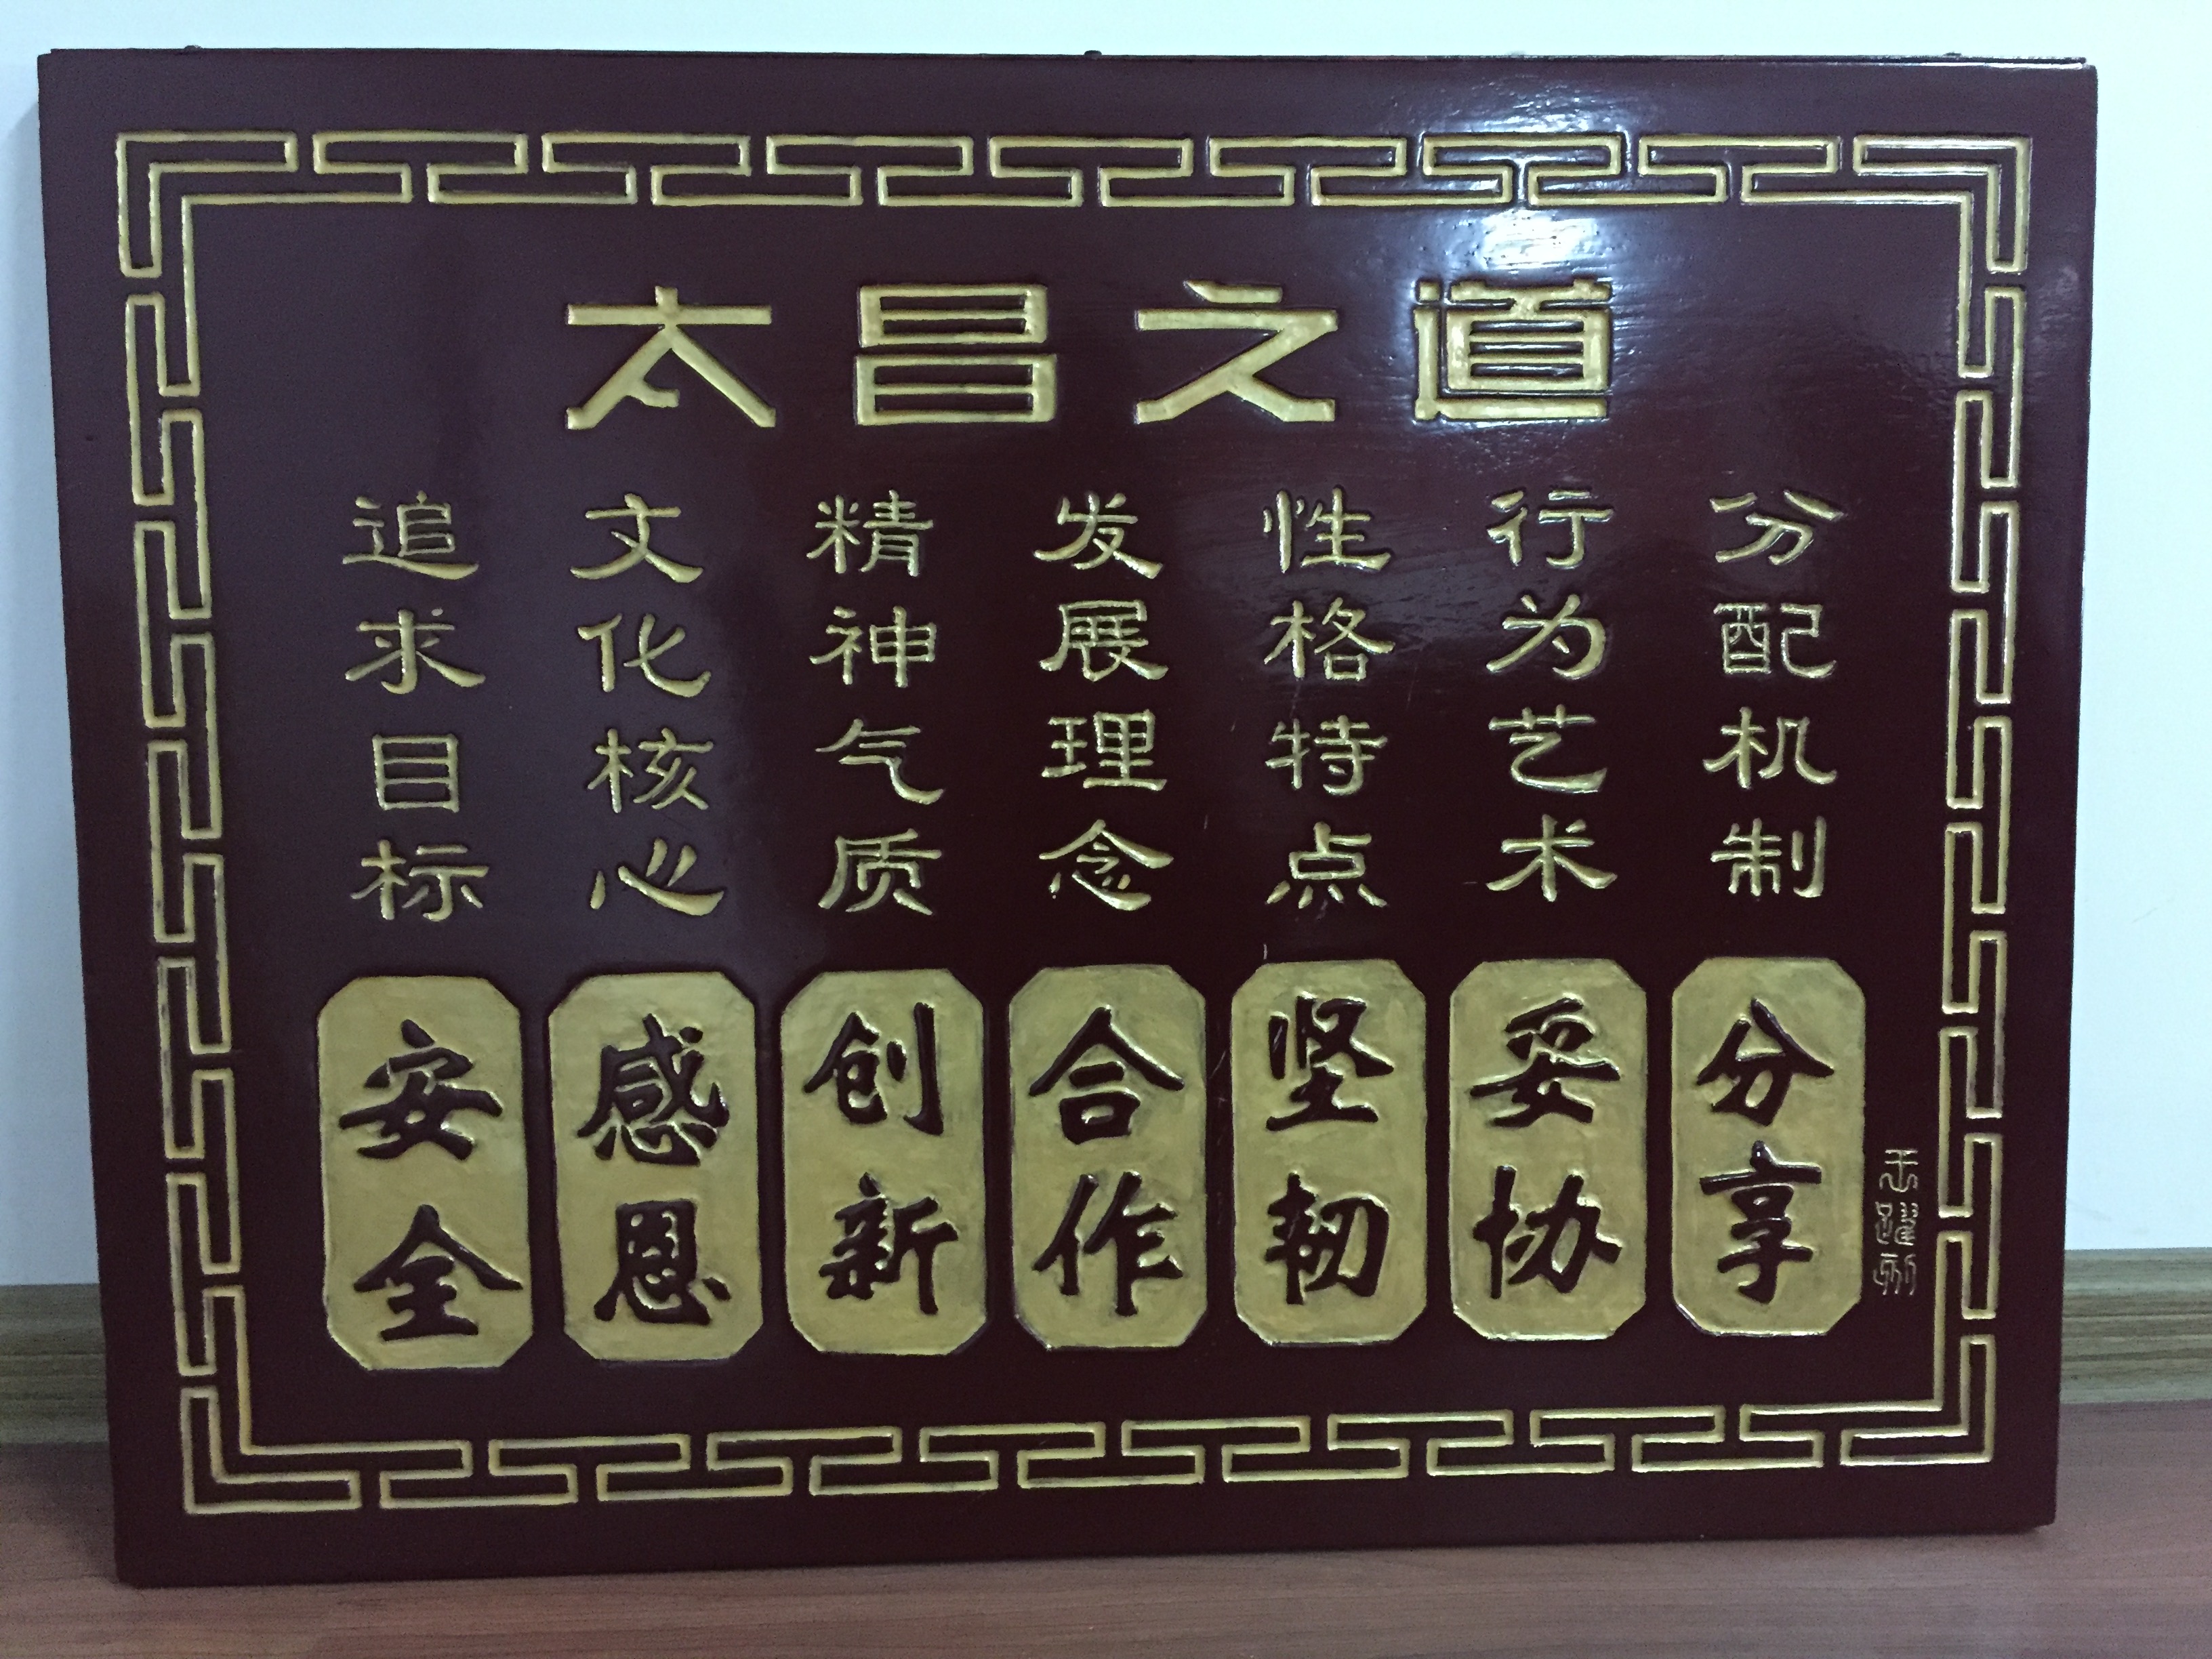 太昌之道
追求目标
文化核心
精神气质
发展理念
性格特点
行为艺术
分配机制
安全
感恩
创新
合作
坚韧
妥协
分享